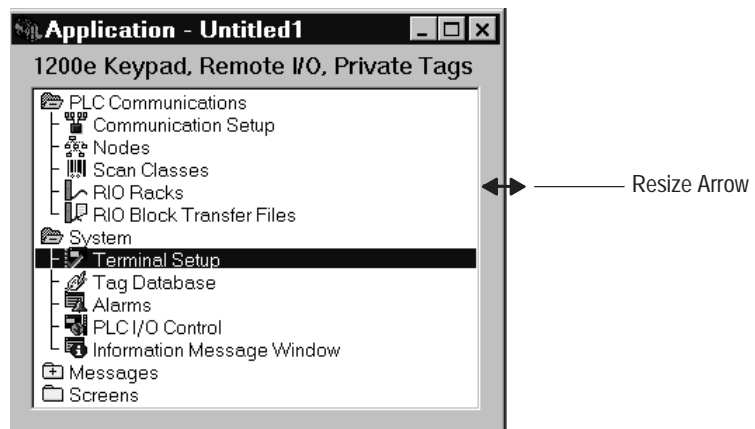 Application - Untitled1
1200e Keypad, Remote I/O, Private Tags
PLC Communications
Communication Setup
Nodes
Scan Classes
RIO Racks
RIO Block Transfer Files
System
Terminal Setup
Tag Database
Alarms
PLC I/O Control
Information Message Window
Messages
Screens
Resize Arrow